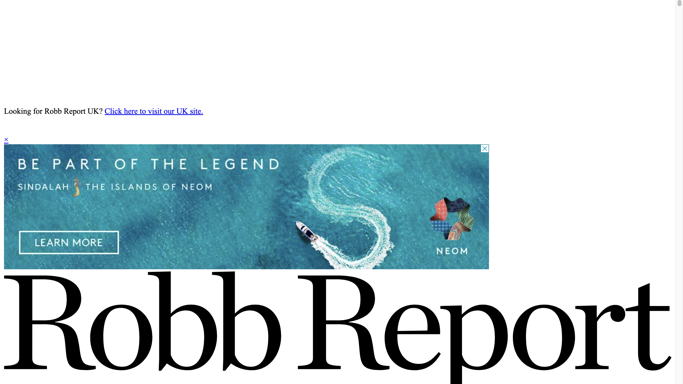 Looking for Robb Report UK? Click here to visit our UK site.
×
BE PART OF THE LEGEND
SINDALAH THE ISLANDS OF NEOM
LEARN MORE
NEOM
Robb Report